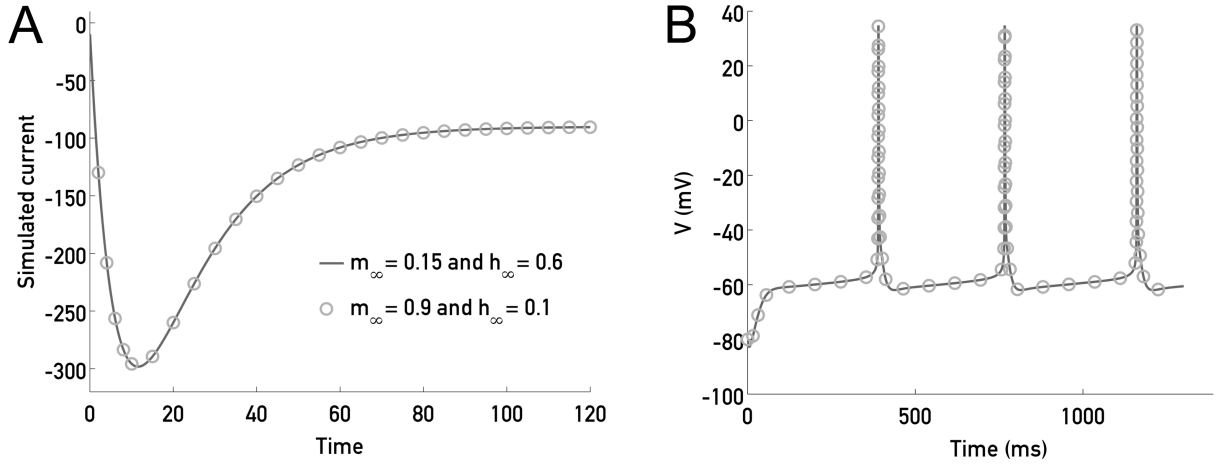 A
0
-50
-100
-150
-200
-250
-300
Simulated current
0 20 40 60 80 100 120
Time
m∞= 0.15 and h∞= 0.6
m∞= 0.9 and h∞= 0.1
B
40
20
0
-20
-40
-60
-80
-100
V (mV)
0 500 1000
Time (ms)